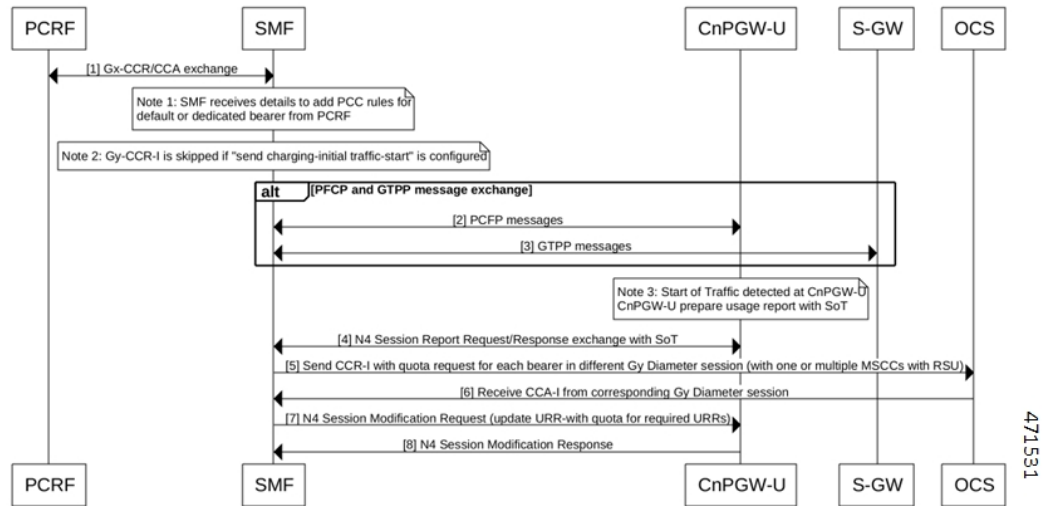 PCRF
SMF
CnPGW-U
S-GW
OCS
[1] Gx-CCR/CCA exchange
Note 1: SMF receives details to add PCC rules for
default or dedicated bearer from PCRF
Note 2: Gy-CCR-I is skipped if "send charging-initial traffic-start" is configured
alt
[PFCP and GTPP message exchange]
[2] PCFP messages
[3] GTPP messages
Note 3: Start of Traffic detected at CnPGW-U
CnPGW-U prepare usage report with SoT
[4] N4 Session Report Request/Response exchange with SoT
[5] Send CCR-I with quota request for each bearer in different Gy Diameter session (with one or multiple MSCCs with RSU)
[6] Receive CCA-I from corresponding Gy Diameter session
[7] N4 Session Modification Request (update URR-with quota for required URRs)
[8] N4 Session Modification Response
PCRF
SMF
CnPGW-U
S-GW
OCS
471531